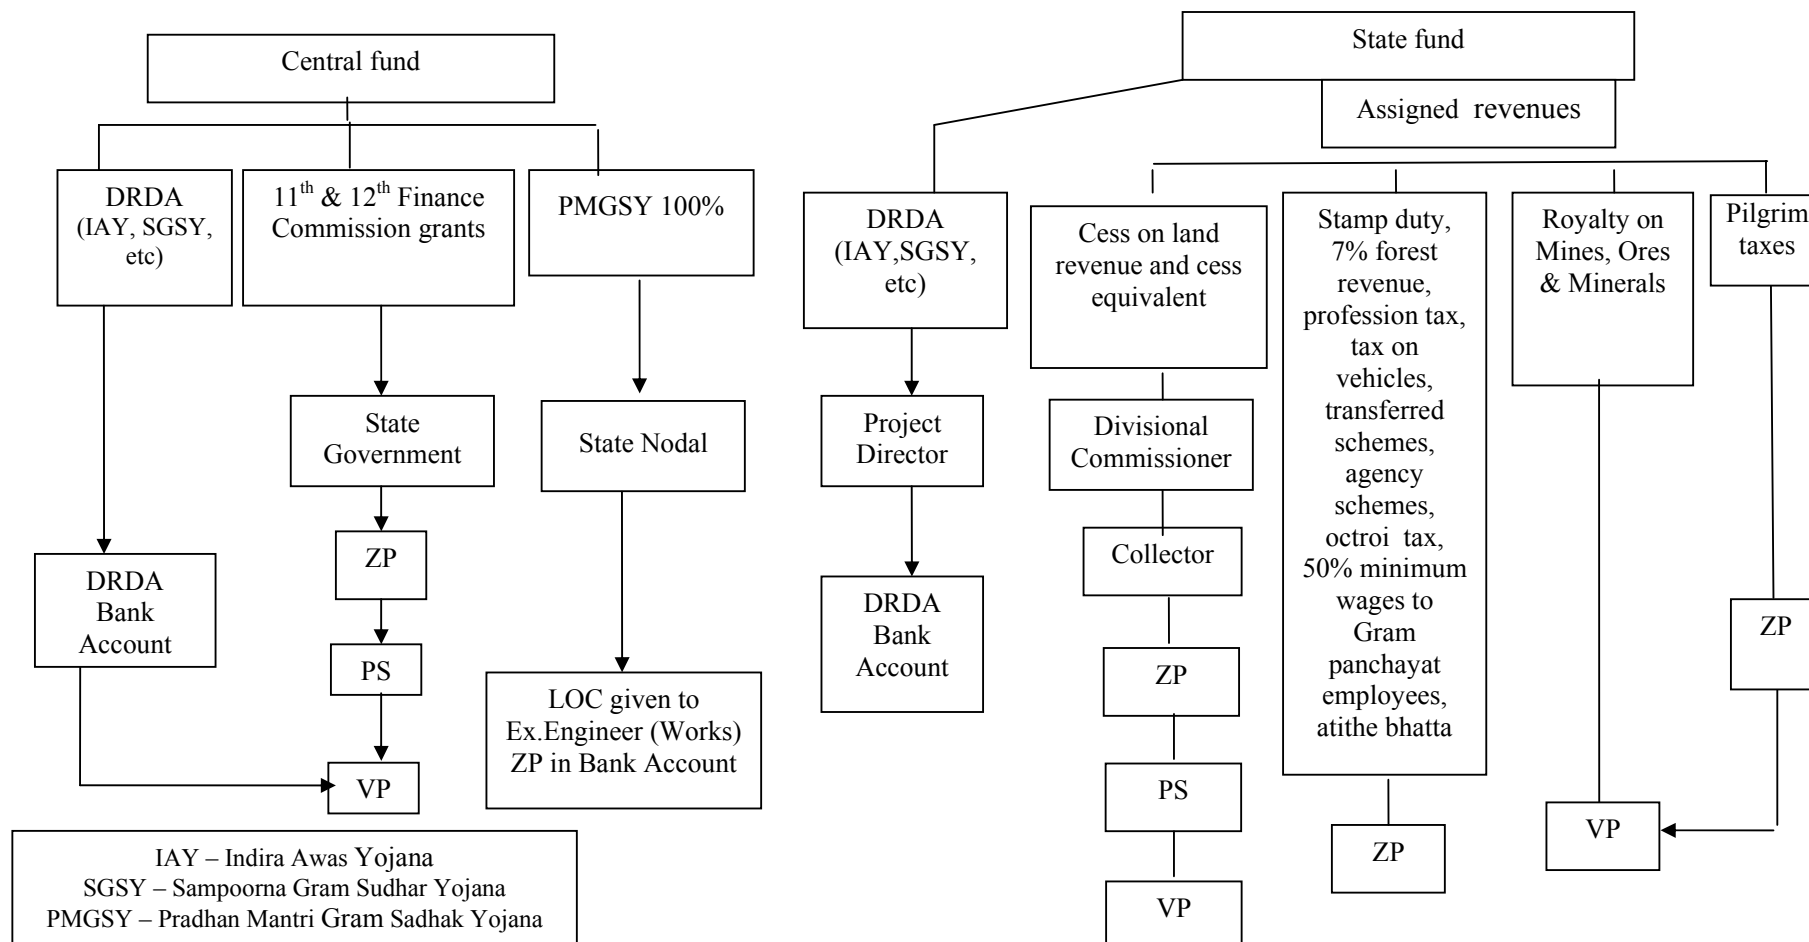 Central fund
DRDA
(IAY, SGSY,
etc)
11th & 12th Finance
Commission grants
PMGSY 100%
State
Government
State Nodal
ZP
DRDA
Bank
Account
PS
LOC given to
Ex.Engineer (Works)
ZP in Bank Account
VP
IAY – Indira Awas Yojana
SGSY – Sampoorna Gram Sudhar Yojana
PMGSY – Pradhan Mantri Gram Sadhak Yojana
State fund
Assigned revenues
DRDA
(IAY,SGSY,
etc)
Project
Director
DRDA
Bank
Account
Cess on land
revenue and cess
equivalent
Divisional
Commissioner
Collector
ZP
PS
VP
Stamp duty,
7% forest
revenue,
profession tax,
tax on
vehicles,
transferred
schemes,
agency
schemes,
octroi tax,
50% minimum
wages to
Gram
panchayat
employees,
atithe bhatta
ZP
Royalty on
Mines, Ores
& Minerals
VP
Pilgrim
taxes
ZP